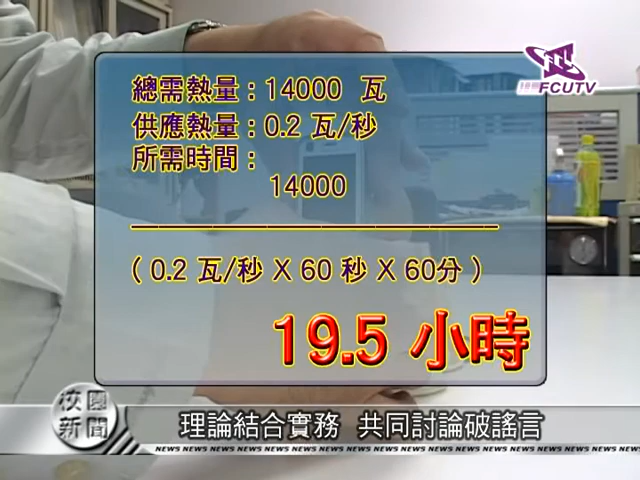 總需熱量：14000 瓦
供應熱量：0.2 瓦/秒
所需時間：
14000
( 0.2 瓦/秒 X 60 秒 X 60分 )
19.5 小時
FCUTV
校園
新聞
理論結合實務 共同討論破謠言
NEWS NEWS NEWS NEWS NEWS NEWS NEWS NEWS NEWS NEWS NEWS NEWS NEWS NEWS NEWS